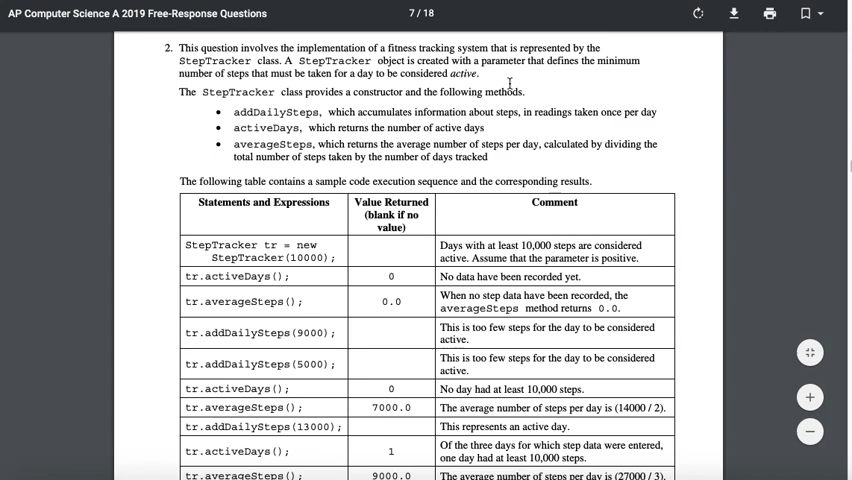 AP Computer Science A 2019 Free-Response Questions
7 / 18
2. This question involves the implementation of a fitness tracking system that is represented by the
StepTracker class. A StepTracker object is created with a parameter that defines the minimum
number of steps that must be taken for a day to be considered active.
The StepTracker class provides a constructor and the following methods.
• addDailySteps, which accumulates information about steps, in readings taken once per day
• activeDays, which returns the number of active days
• averageSteps, which returns the average number of steps per day, calculated by dividing the
total number of steps taken by the number of days tracked
The following table contains a sample code execution sequence and the corresponding results.
Statements and Expressions
Value Returned
(blank if no
value)
Comment
StepTracker tr = new
StepTracker(10000);
Days with at least 10,000 steps are considered
active. Assume that the parameter is positive.
tr.activeDays();
0
No data have been recorded yet.
tr.averageSteps();
0.0
When no step data have been recorded, the
averageSteps method returns 0.0.
tr.addDailySteps(9000);
This is too few steps for the day to be considered
active.
tr.addDailySteps(5000);
This is too few steps for the day to be considered
active.
tr.activeDays();
0
No day had at least 10,000 steps.
tr.averageSteps();
7000.0
The average number of steps per day is (14000 / 2).
tr.addDailySteps(13000);
This represents an active day.
tr.activeDays();
1
Of the three days for which step data were entered,
one day had at least 10,000 steps.
tr.averageSteps();
9000.0
The average number of steps per day is (27000 / 3).